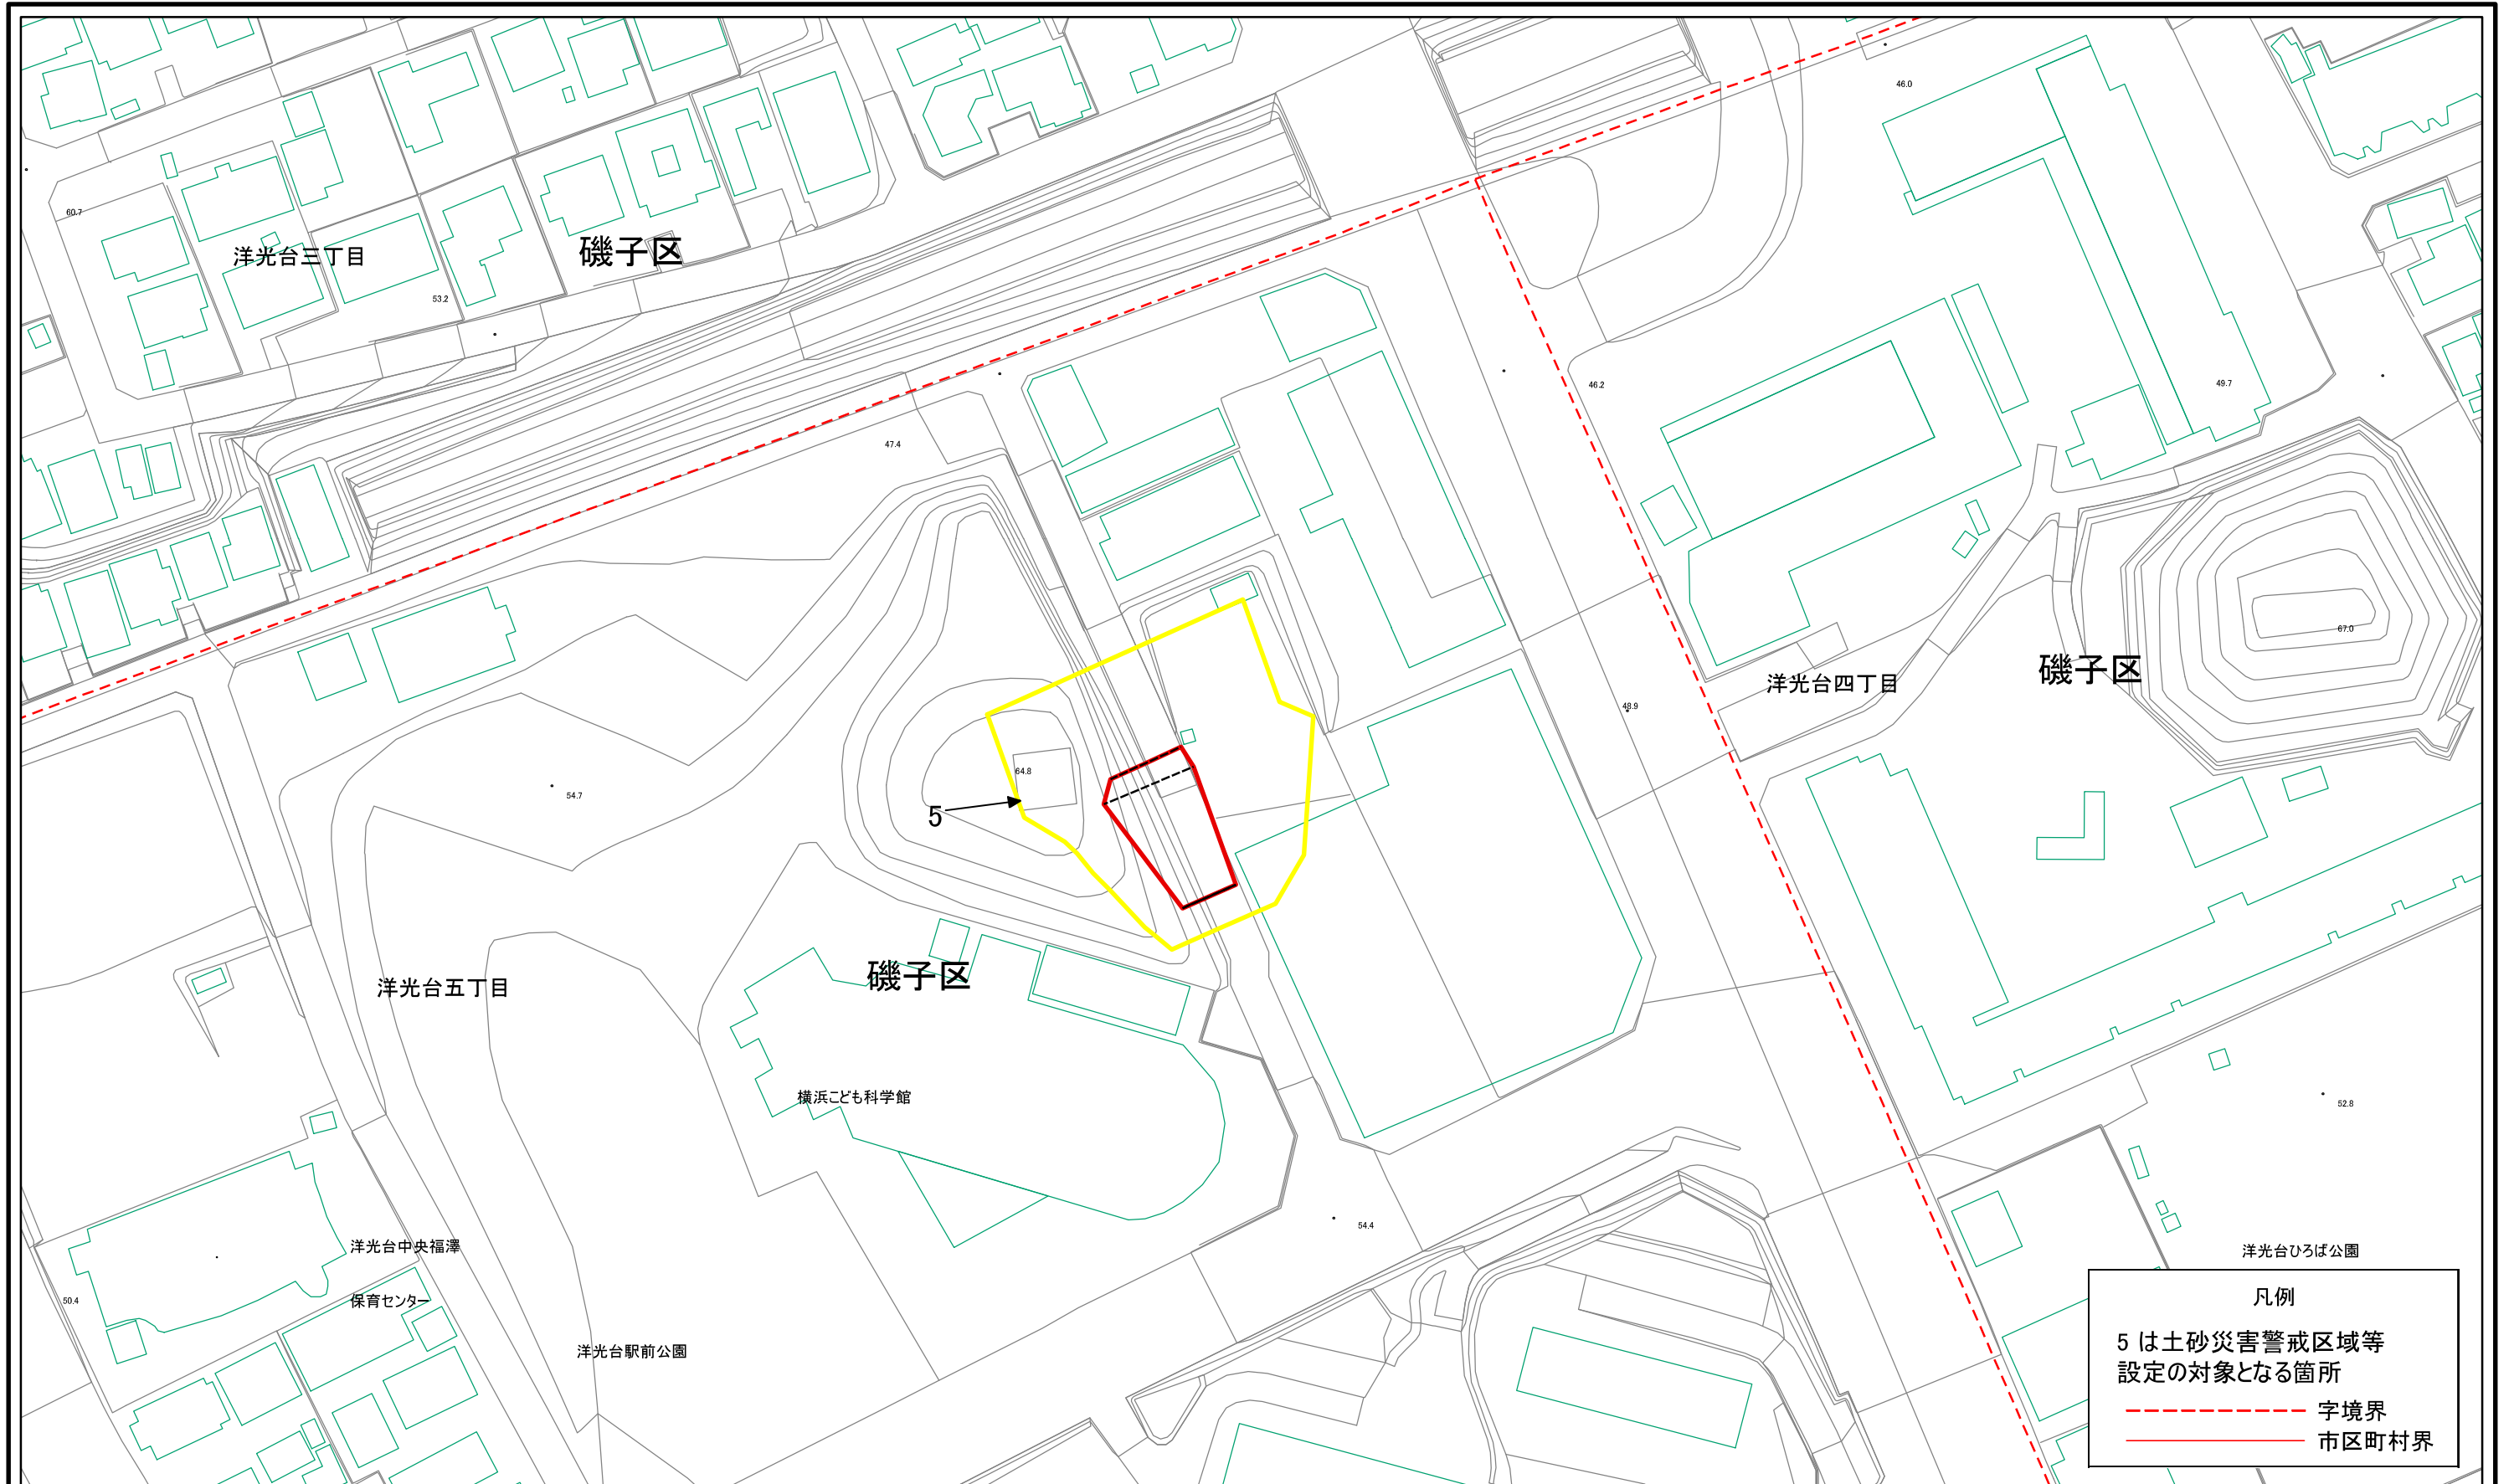 46.0
60.7
洋光台三丁目
磯子区
53.2
46.2
49.7
47.4
67.0
磯子区
洋光台四丁目
48.9
64.8
54.7
5
磯子区
洋光台五丁目
横浜こども科学館
52.8
54.4
洋光台中央福澤
保育センター
50.4
洋光台駅前公園
洋光台ひろば公園
凡例
5 は土砂災害警戒区域等
設定の対象となる箇所
字境界
市区町村界